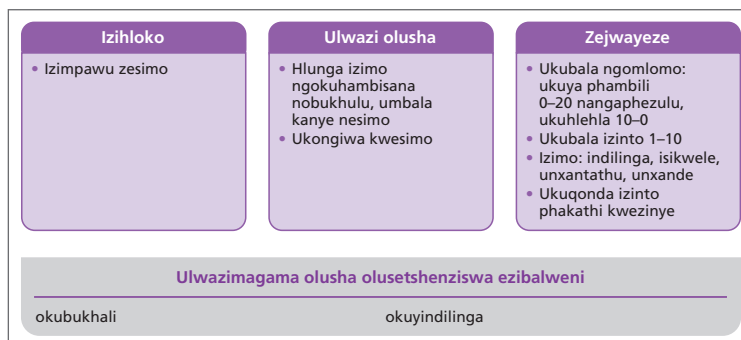 Izihloko
• Izimpawu zesimo
Ulwazi olusha
• Hlunga izimo
ngokuhambisana
nobukhulu, umbala
kanye nesimo
• Ukongiwa kwesimo
Zejwayeze
• Ukubala ngomlomo:
ukuya phambili
0–20 nangaphezulu,
ukuhlehla 10–0
• Ukubala izinto 1–10
• Izimo: indilinga, isikwele,
unxantathu, unxande
• Ukuqonda izinto
phakathi kwezinye
Ulwazimagama olusha olusetshenziswa ezibalweni
okubukhali okuyindilinga